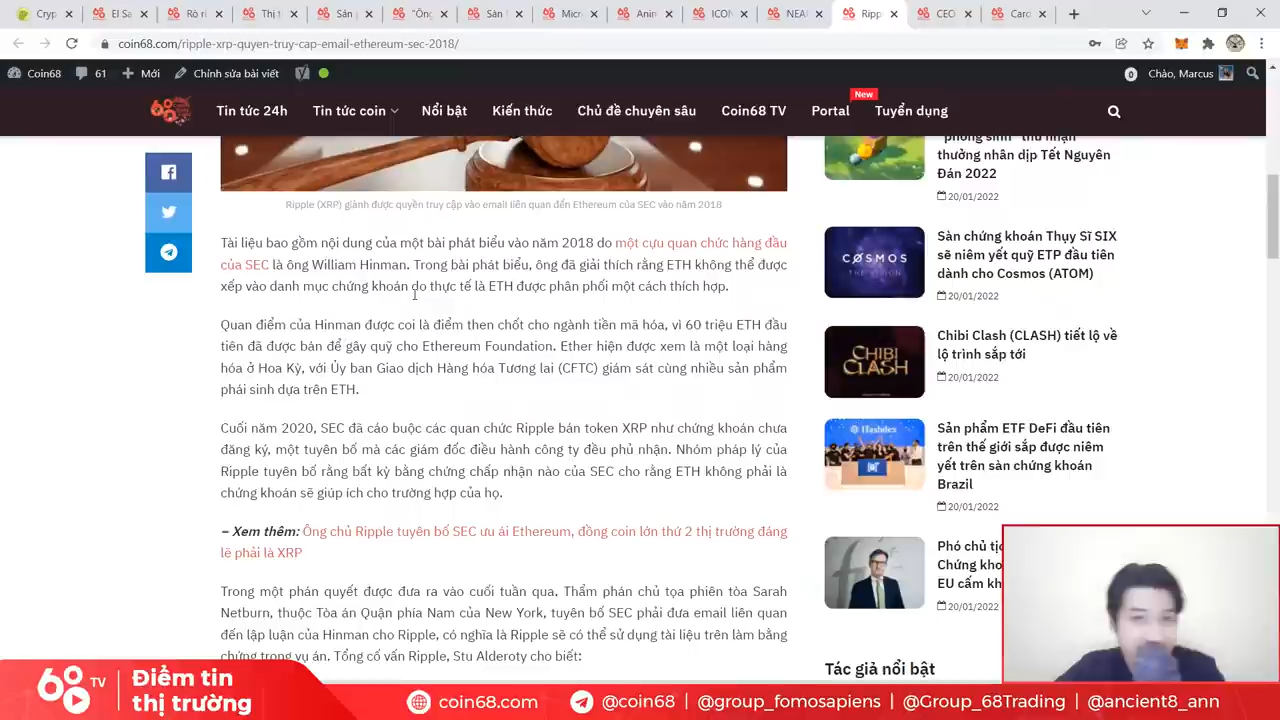 Cryp
El Sa
Rò rỉ
Thị t
Sàn ş
"Ông
Sàn
Micr
Anin
ICON
NEA
Ripp
CEO
Card
coin68.com/ripple-xrp-quyen-truy-cap-email-ethereum-sec-2018/
Coin68
61
Mới
Chỉnh sửa bài viết
0
Chào, Marcus
68
Tin tức 24h
Tin tức coin
Nổi bật
Kiến thức
Chủ đề chuyên sâu
Coin68 TV
Portal
New
Tuyển dụng
Ripple (XRP) giành được quyền truy cập vào email liên quan đến Ethereum của SEC vào năm 2018
Tài liệu bao gồm nội dung của một bài phát biểu vào năm 2018 do một cựu quan chức hàng đầu
của SEC là ông William Hinman. Trong bài phát biểu, ông đã giải thích rằng ETH không thể được
xếp vào danh mục chứng khoán do thực tế là ETH được phân phối một cách thích hợp.
Quan điểm của Hinman được coi là điểm then chốt cho ngành tiền mã hóa, vì 60 triệu ETH đầu
tiên đã được bán để gây quỹ cho Ethereum Foundation. Ether hiện được xem là một loại hàng
hóa ở Hoa Kỳ, với Ủy ban Giao dịch Hàng hóa Tương lai (CFTC) giám sát cùng nhiều sản phẩm
phái sinh dựa trên ETH.
Cuối năm 2020, SEC đã cáo buộc các quan chức Ripple bán token XRP như chứng khoán chưa
đăng ký, một tuyên bố mà các giám đốc điều hành công ty đều phủ nhận. Nhóm pháp lý của
Ripple tuyên bố rằng bất kỳ bằng chứng chấp nhận nào của SEC cho rằng ETH không phải là
chứng khoán sẽ giúp ích cho trường hợp của họ.
– Xem thêm: Ông chủ Ripple tuyên bố SEC ưu ái Ethereum, đồng coin lớn thứ 2 thị trường đáng
lẽ phải là XRP
Trong một phán quyết được đưa ra vào cuối tuần qua, Thẩm phán chủ tọa phiên tòa Sarah
Netburn, thuộc Tòa án Quận phía Nam của New York, tuyên bố SEC phải đưa email liên quan
đến lập luận của Hinman cho Ripple, có nghĩa là Ripple sẽ có thể sử dụng tài liệu trên làm bằng
chứng trong vụ án. Tổng cố vấn Ripple, Stu Alderoty cho biết:
"phóng sinh" thu nhận
thưởng nhân dịp Tết Nguyên
Đán 2022
20/01/2022
COSMOS
Sàn chứng khoán Thụy Sĩ SIX
sẽ niêm yết quỹ ETP đầu tiên
dành cho Cosmos (ATOM)
20/01/2022
CHIBI
CLASH
Chibi Clash (CLASH) tiết lộ về
lộ trình sắp tới
20/01/2022
Hashdex
Sản phẩm ETF DeFi đầu tiên
trên thế giới sắp được niêm
yết trên sàn chứng khoán
Brazil
20/01/2022
Phó chủ tị
Chứng kho
EU cấm kh
20/01/2022
Tác giả nổi bật
68 TV
Điểm tin
thị trường
coin68.com
@coin68 | @group_fomosapiens | @Group_68Trading | @ancient8_ann